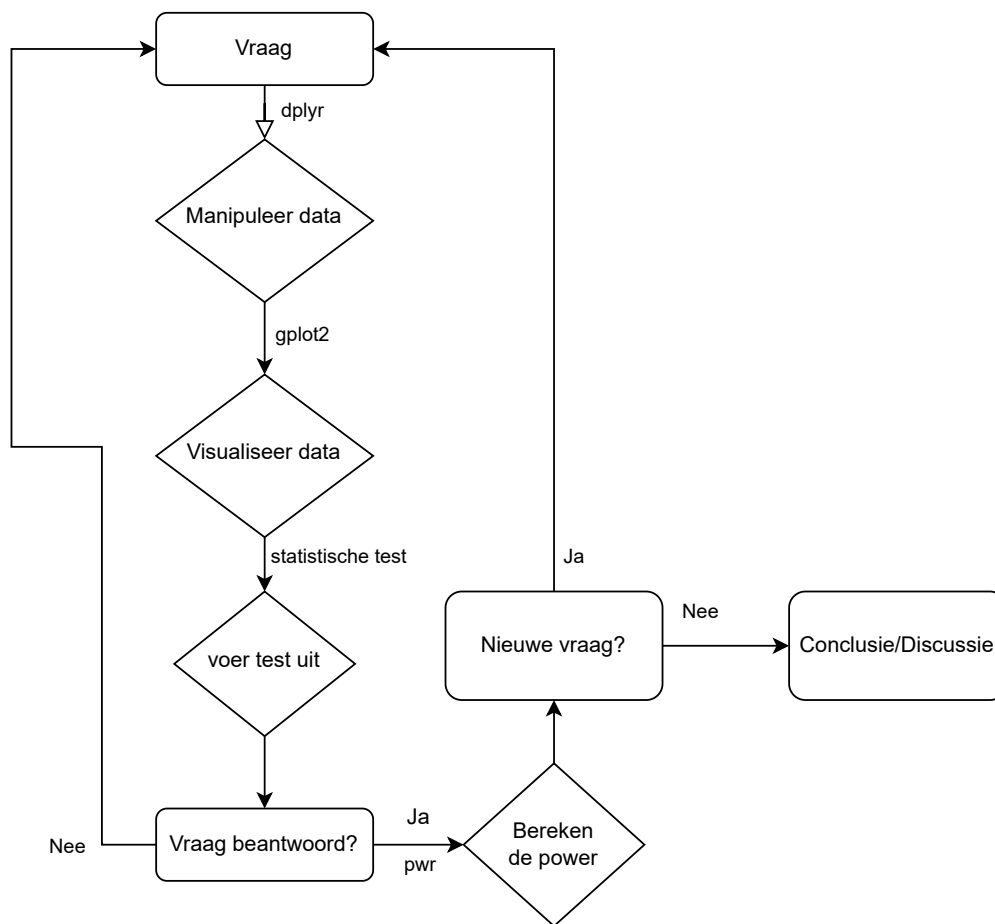 Vraag
dplyr
Manipuleer data
gplot2
Visualiseer data
statistische test
voer test uit
Vraag beantwoord?
Nee
Ja
pwr
Bereken
de power
Nieuwe vraag?
Ja
Nee
Conclusie/Discussie